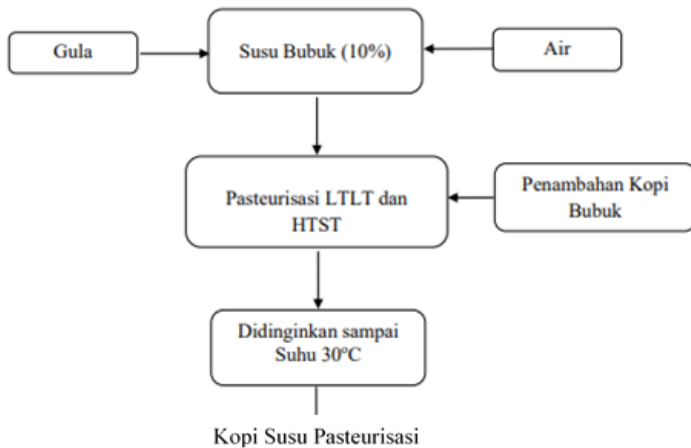 Gula
Susu Bubuk (10%)
Air
Pasteurisasi LTLT dan
HTST
Penambahan Kopi
Bubuk
Didinginkan sampai
Suhu 30°C
Kopi Susu Pasteurisasi